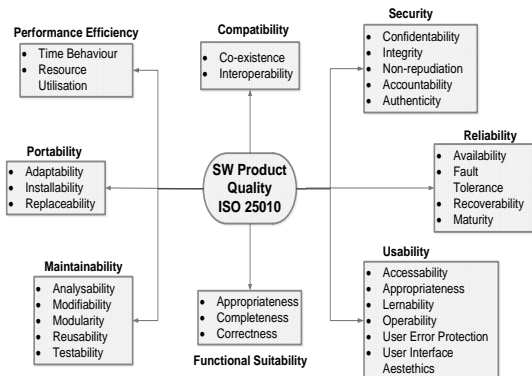 Performance Efficiency
• Time Behaviour
• Resource
Utilisation
Compatibility
• Co-existence
• Interoperability
Security
• Confidentability
• Integrity
• Non-repudiation
• Accountability
• Authenticity
Portability
• Adaptability
• Installability
• Replaceability
SW Product
Quality
ISO 25010
Reliability
• Availability
• Fault
Tolerance
• Recoverability
• Maturity
Maintainability
• Analysability
• Modifiability
• Modularity
• Reusability
• Testability
• Appropriateness
• Completeness
• Correctness
Functional Suitability
Usability
• Accessability
• Appropriateness
• Lernability
• Operability
• User Error Protection
• User Interface
Aestethics